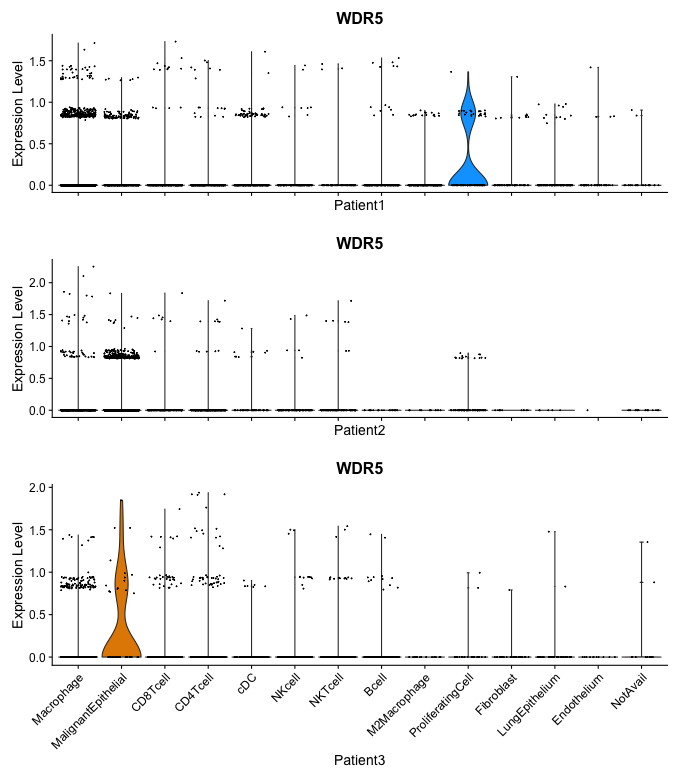 WDR5
Expression Level
1.5
1.0
0.5
0.0
Patient1
WDR5
Expression Level
2.0
1.5
1.0
0.5
0.0
Patient2
WDR5
Expression Level
2.0
1.5
1.0
0.5
0.0
Macrophage
MalignantEpithelial
CD8Tcell
CD4Tcell
cDC
NKcell
NKTcell
Bcell
M2Macrophage
ProliferatingCell
Fibroblast
LungEpithelium
Endothelium
NotAvail
Patient3